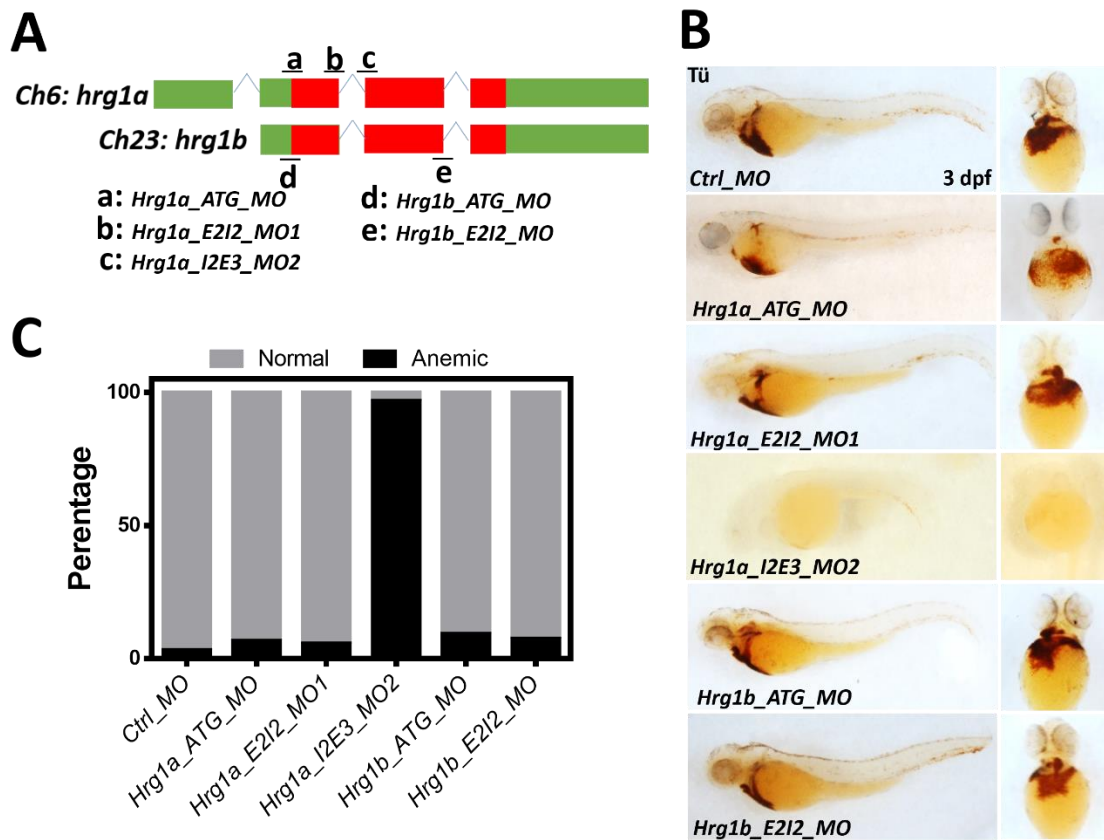 A
a b c
Ch6: hrg1a
Ch23: hrg1b
d e
a: Hrg1a_ATG_MO
d: Hrg1b_ATG_MO
b: Hrg1a_E2I2_MO1
e: Hrg1b_E2I2_MO
c: Hrg1a_I2E3_MO2
B
Tü
Ctrl_MO
3 dpf
Hrg1a_ATG_MO
Hrg1a_E2I2_MO1
Hrg1a_I2E3_MO2
Hrg1b_ATG_MO
Hrg1b_E2I2_MO
C
Normal Anemic
Perentage
100
50
0
Ctrl_MO
Hrg1a_ATG_MO
Hrg1a_E2I2_MO1
Hrg1a_I2E3_MO2
Hrg1b_ATG_MO
Hrg1b_E2I2_MO